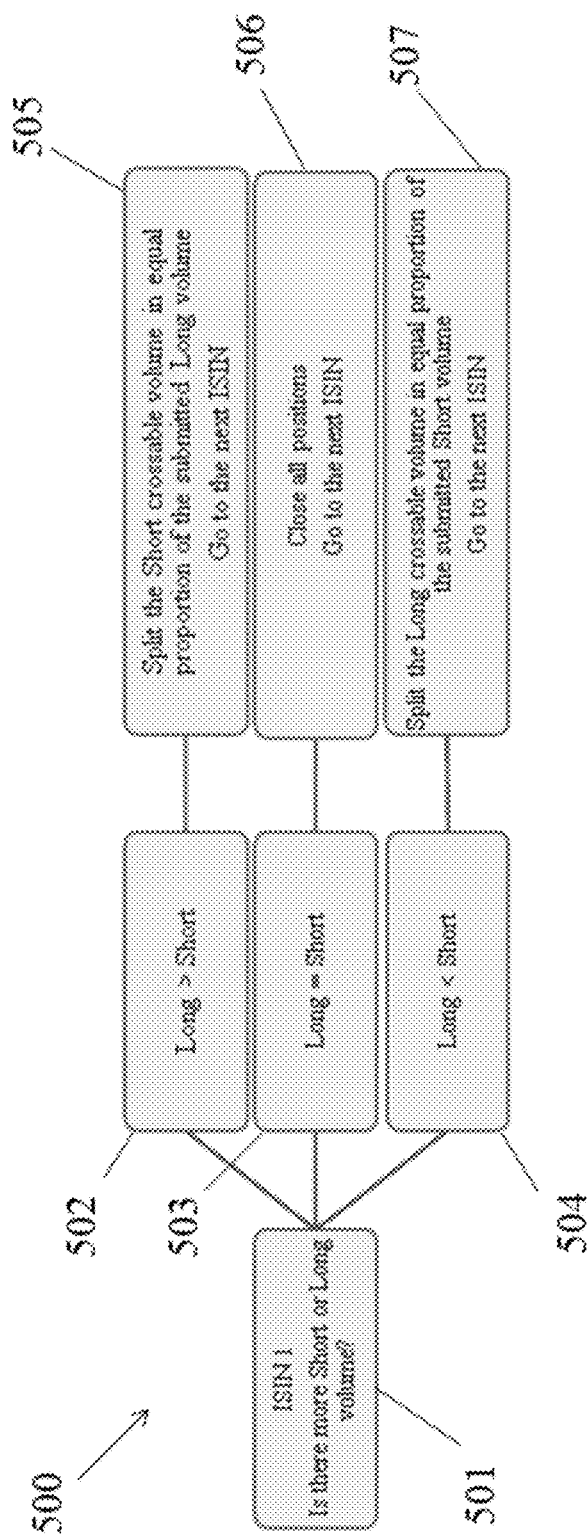 500
ISIN 1
Is there more Short or Long
volume?
501
502
Long > Short
503
Long = Short
504
Long < Short
505
Split the Short crossable volume in equal
proportion of the submitted Long volume
Go to the next ISIN
506
Close all positions
Go to the next ISIN
507
Split the Long crossable volume in equal proportion of
the submitted Short volume
Go to the next ISIN